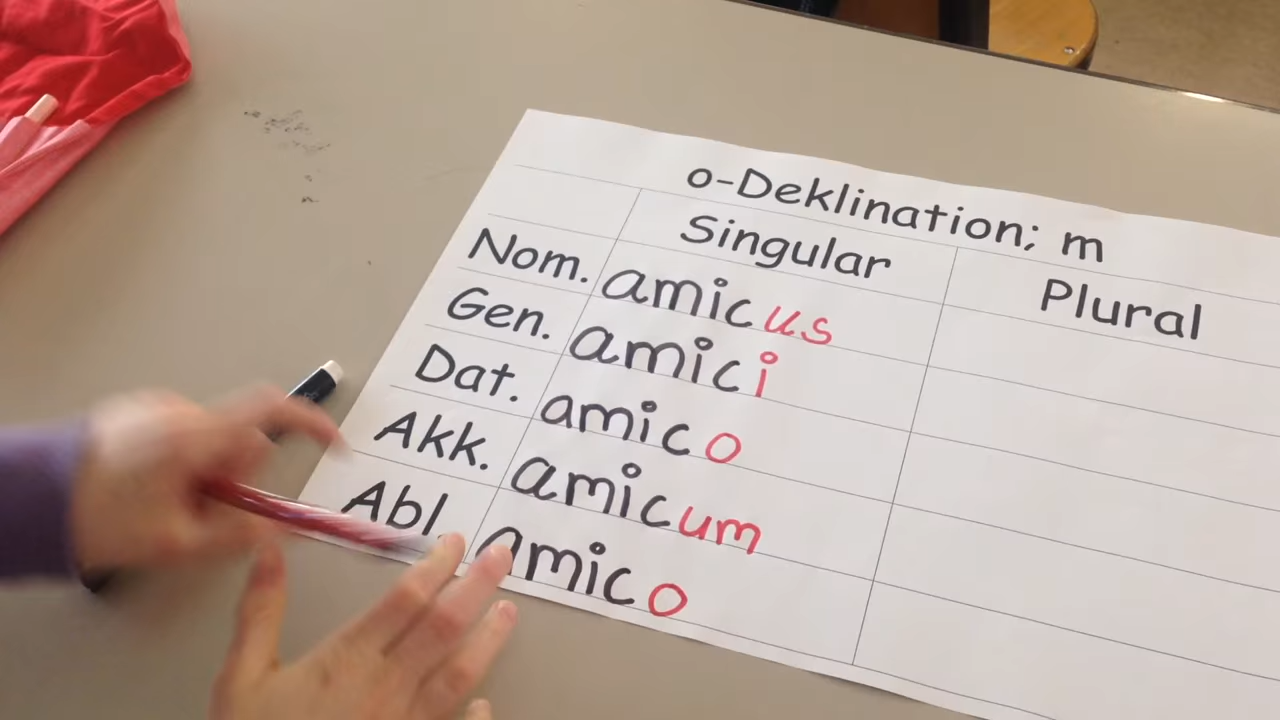 o-Deklination; m
Singular Plural
Nom. amicus
Gen. amici
Dat. amico
Akk. amicum
Abl. amico